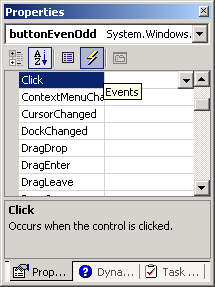 Properties
buttonEvenOdd System.Windows.
Click
Events
ContextMenuCha
CursorChanged
DockChanged
DragDrop
DragEnter
DragLeave
Click
Occurs when the control is clicked.
Prop... Dyna... Task ...